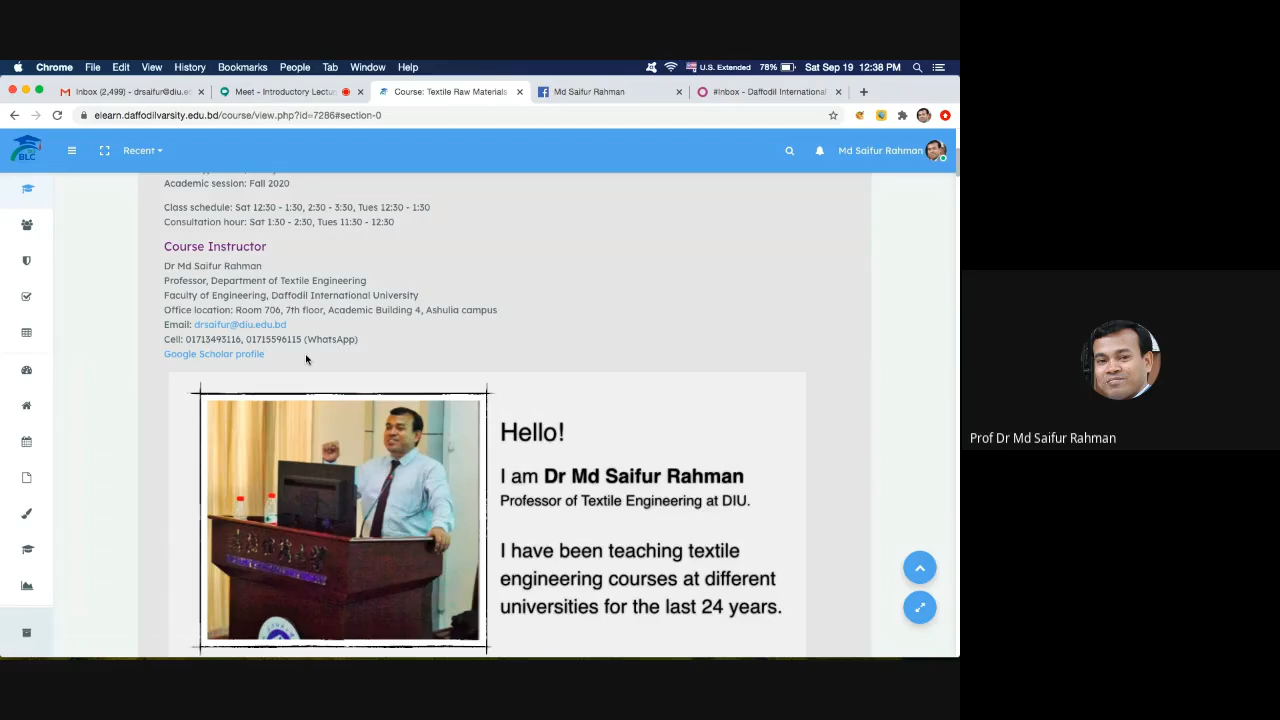 Chrome File Edit View History Bookmarks People Tab Window Help
U.S. Extended 78% Sat Sep 19 12:38 PM
Inbox (2,499) - drsaifur@diu.ec
Meet - Introductory Lectu
Course: Textile Raw Materials
Md Saifur Rahman
#Inbox - Daffodil International
elearn.daffodilvarsity.edu.bd/course/view.php?id=7286#section-0
BLC
Recent
Md Saifur Rahman
Academic session: Fall 2020
Class schedule: Sat 12:30 - 1:30, 2:30 - 3:30, Tues 12:30 - 1:30
Consultation hour: Sat 1:30 - 2:30, Tues 11:30 - 12:30
Course Instructor
Dr Md Saifur Rahman
Professor, Department of Textile Engineering
Faculty of Engineering, Daffodil International University
Office location: Room 706, 7th floor, Academic Building 4, Ashulia campus
Email: drsaifur@diu.edu.bd
Cell: 01713493116, 01715596115 (WhatsApp)
Google Scholar profile
Hello!
I am Dr Md Saifur Rahman
Professor of Textile Engineering at DIU.
I have been teaching textile
engineering courses at different
universities for the last 24 years.
Prof Dr Md Saifur Rahman